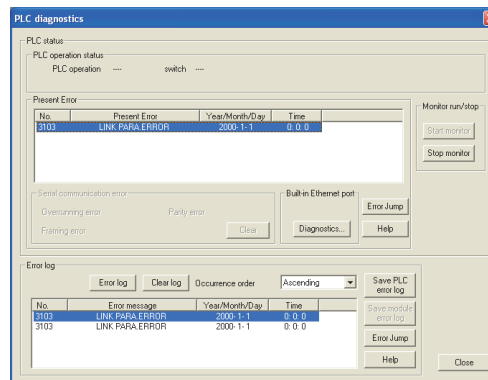 PLC diagnostics
PLC status
PLC operation status
PLC operation ---- switch ----
Present Error
No. Present Error Year/Month/Day Time
3103 LINK PARA.ERROR 2000- 1- 1 0: 0: 0
Monitor run/stop
Start monitor
Stop monitor
Serial communication error
Overrunning error Parity error
Framing error Clear
Built-in Ethernet port
Diagnostics...
Error Jump
Help
Error log
Error log Clear log Occurrence order Ascending
No. Error message Year/Month/Day Time
3103 LINK PARA.ERROR 2000- 1- 1 0: 0: 0
3103 LINK PARA.ERROR 2000- 1- 1 0: 0: 0
Save PLC
error log
Save module
error log
Error Jump
Help
Close